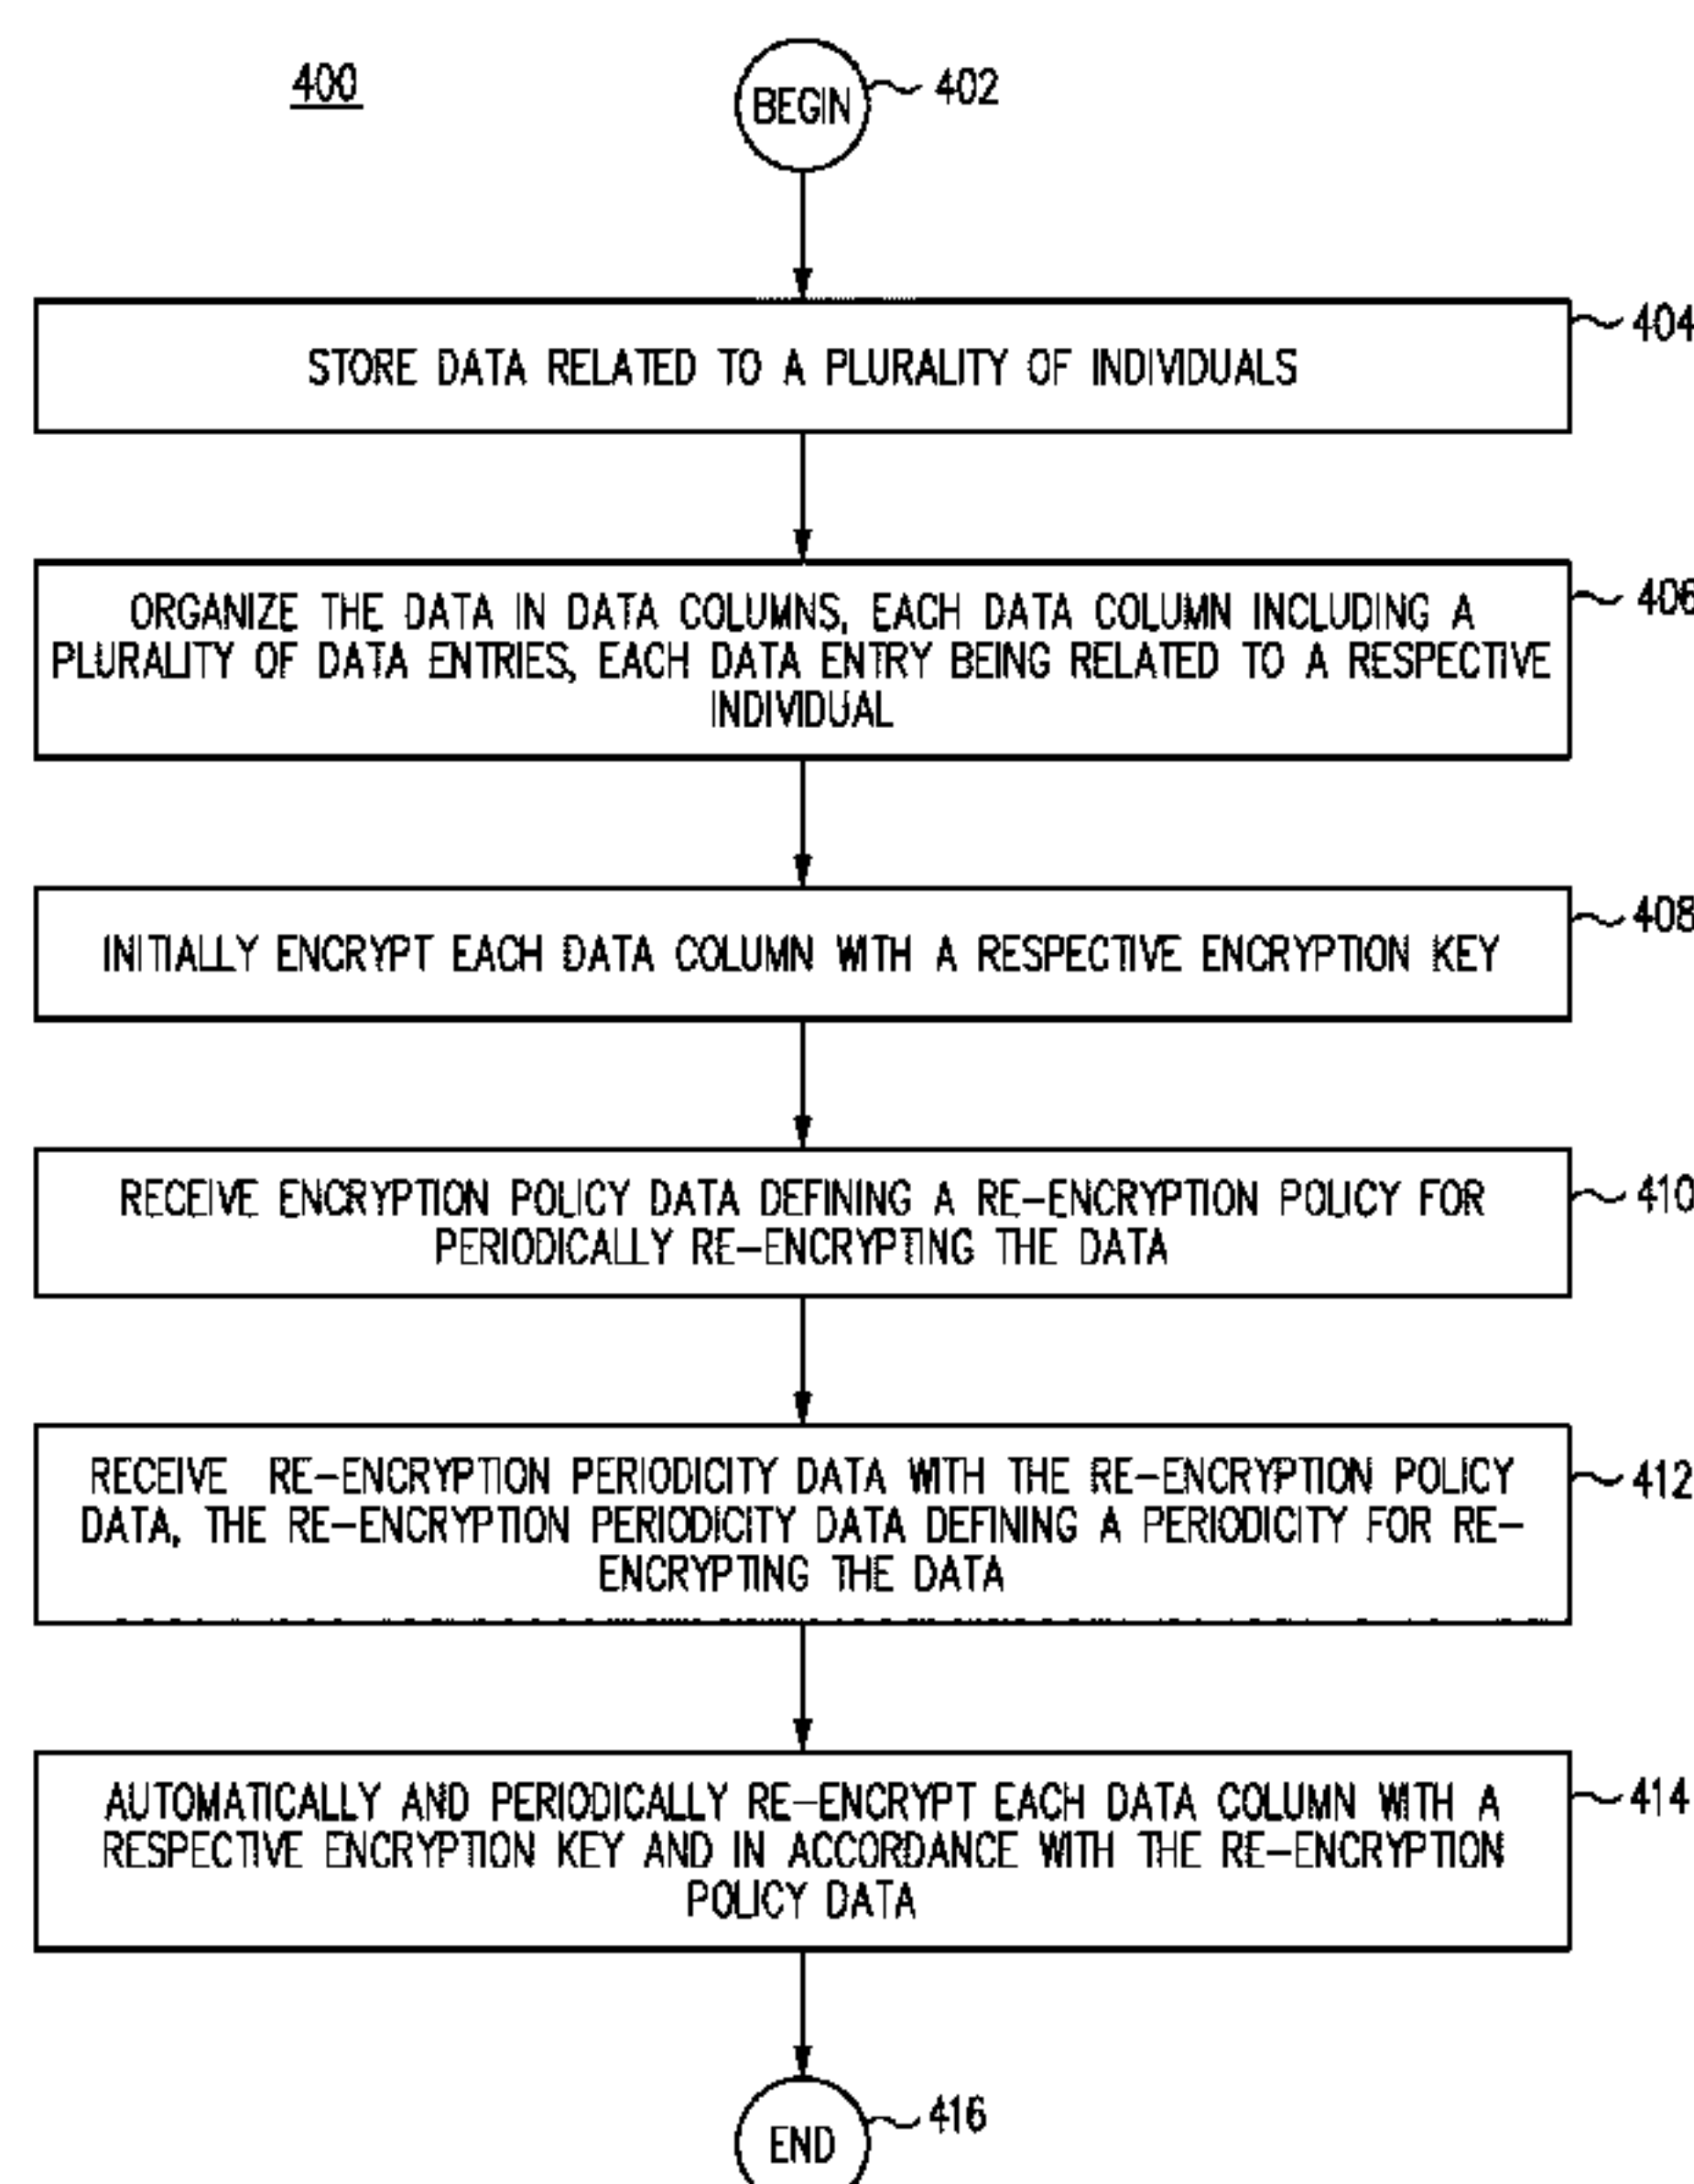 400
BEGIN
402
404
STORE DATA RELATED TO A PLURALITY OF INDIVIDUALS
406
ORGANIZE THE DATA IN DATA COLUMNS, EACH DATA COLUMN INCLUDING A
PLURALITY OF DATA ENTRIES, EACH DATA ENTRY BEING RELATED TO A RESPECTIVE
INDIVIDUAL
408
INITIALLY ENCRYPT EACH DATA COLUMN WITH A RESPECTIVE ENCRYPTION KEY
410
RECEIVE ENCRYPTION POLICY DATA DEFINING A RE-ENCRYPTION POLICY FOR
PERIODICALLY RE-ENCRYPTING THE DATA
412
RECEIVE RE-ENCRYPTION PERIODICITY DATA WITH THE RE-ENCRYPTION POLICY
DATA, THE RE-ENCRYPTION PERIODICITY DATA DEFINING A PERIODICITY FOR RE-
ENCRYPTING THE DATA
414
AUTOMATICALLY AND PERIODICALLY RE-ENCRYPT EACH DATA COLUMN WITH A
RESPECTIVE ENCRYPTION KEY AND IN ACCORDANCE WITH THE RE-ENCRYPTION
POLICY DATA
416
END